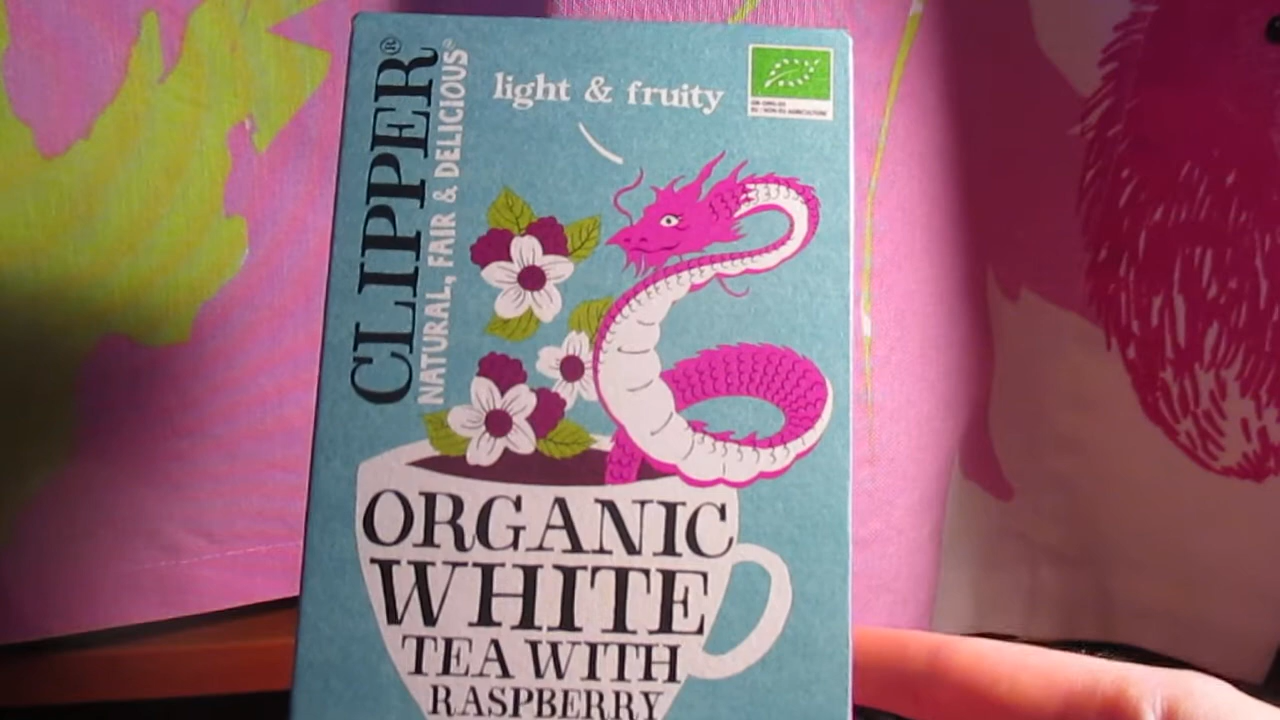 CLIPPER®
NATURAL, FAIR & DELICIOUS®
light & fruity
ORGANIC
WHITE
TEA WITH
RASPBERRY